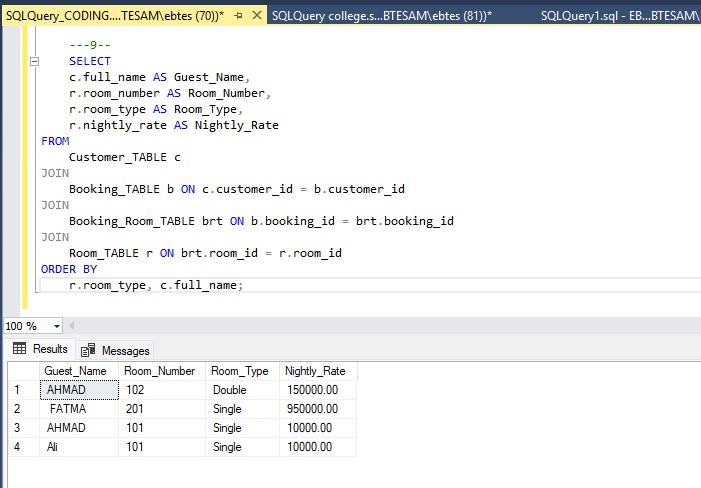 SQLQuery_CODING....TESAM\ebtes (70))* SQLQuery college.s...BTESAM\ebtes (81))* SQLQuery1.sql - EB...BTESAM\
---9--
SELECT
c.full_name AS Guest_Name,
r.room_number AS Room_Number,
r.room_type AS Room_Type,
r.nightly_rate AS Nightly_Rate
FROM
Customer_TABLE c
JOIN
Booking_TABLE b ON c.customer_id = b.customer_id
JOIN
Booking_Room_TABLE brt ON b.booking_id = brt.booking_id
JOIN
Room_TABLE r ON brt.room_id = r.room_id
ORDER BY
r.room_type, c.full_name;
100 %
Results Messages
Guest_Name Room_Number Room_Type Nightly_Rate
1 AHMAD 102 Double 150000.00
2 FATMA 201 Single 950000.00
3 AHMAD 101 Single 10000.00
4 Ali 101 Single 10000.00